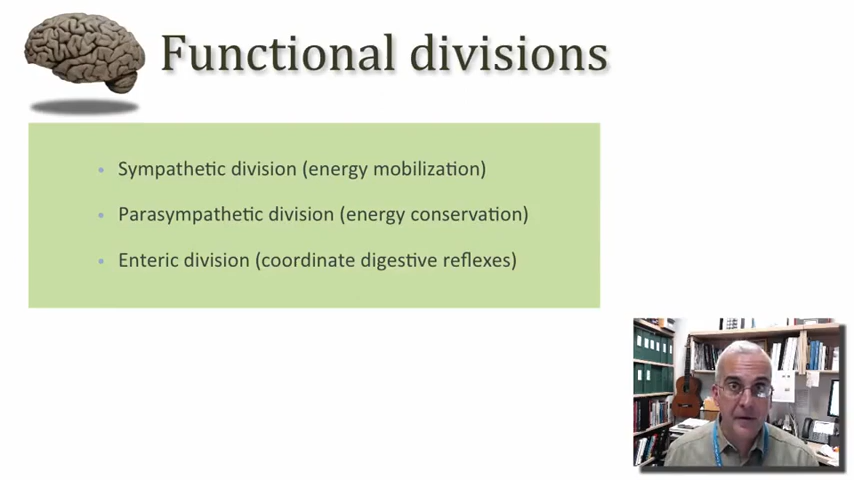 Functional divisions
Sympathetic division (energy mobilization)
Parasympathetic division (energy conservation)
Enteric division (coordinate digestive reflexes)